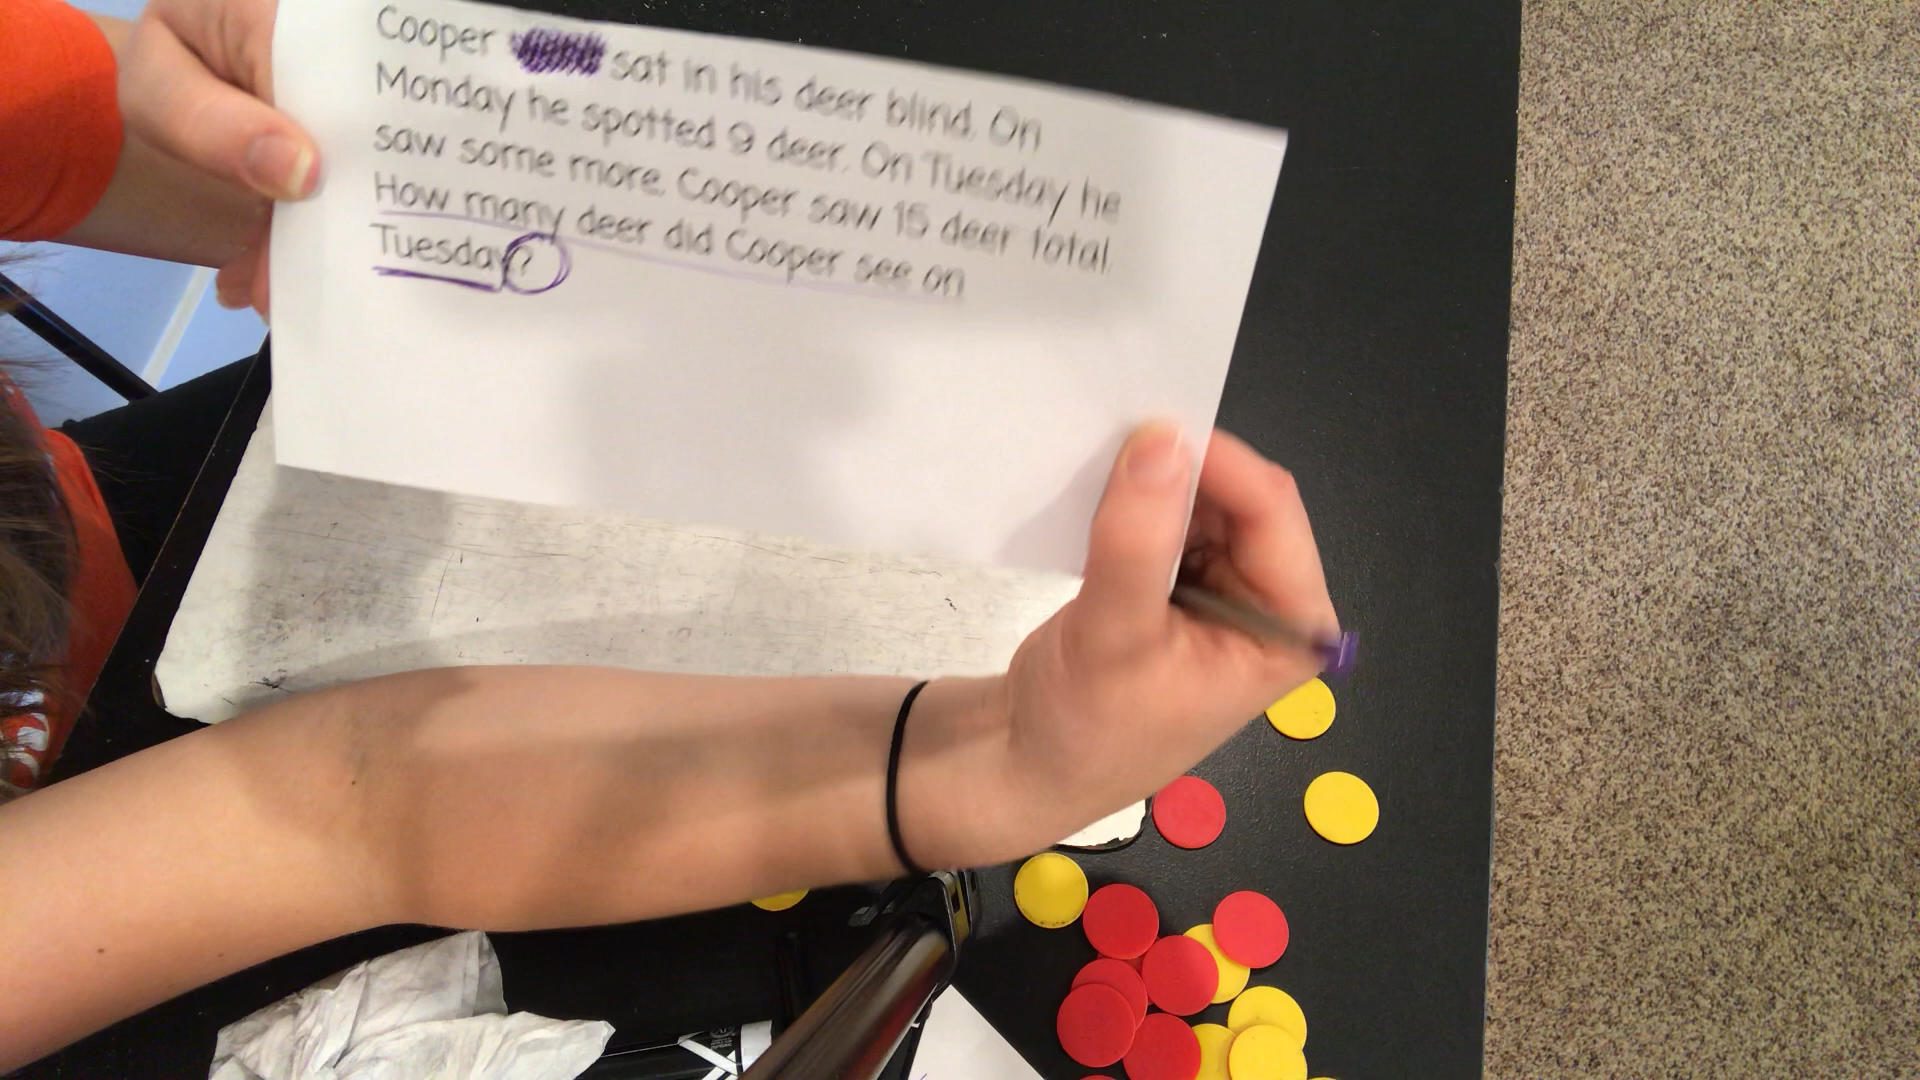 Cooper sat in his deer blind. On
Monday he spotted 9 deer. On Tuesday he
saw some more. Cooper saw 15 deer total.
How many deer did Cooper see on
Tuesday?